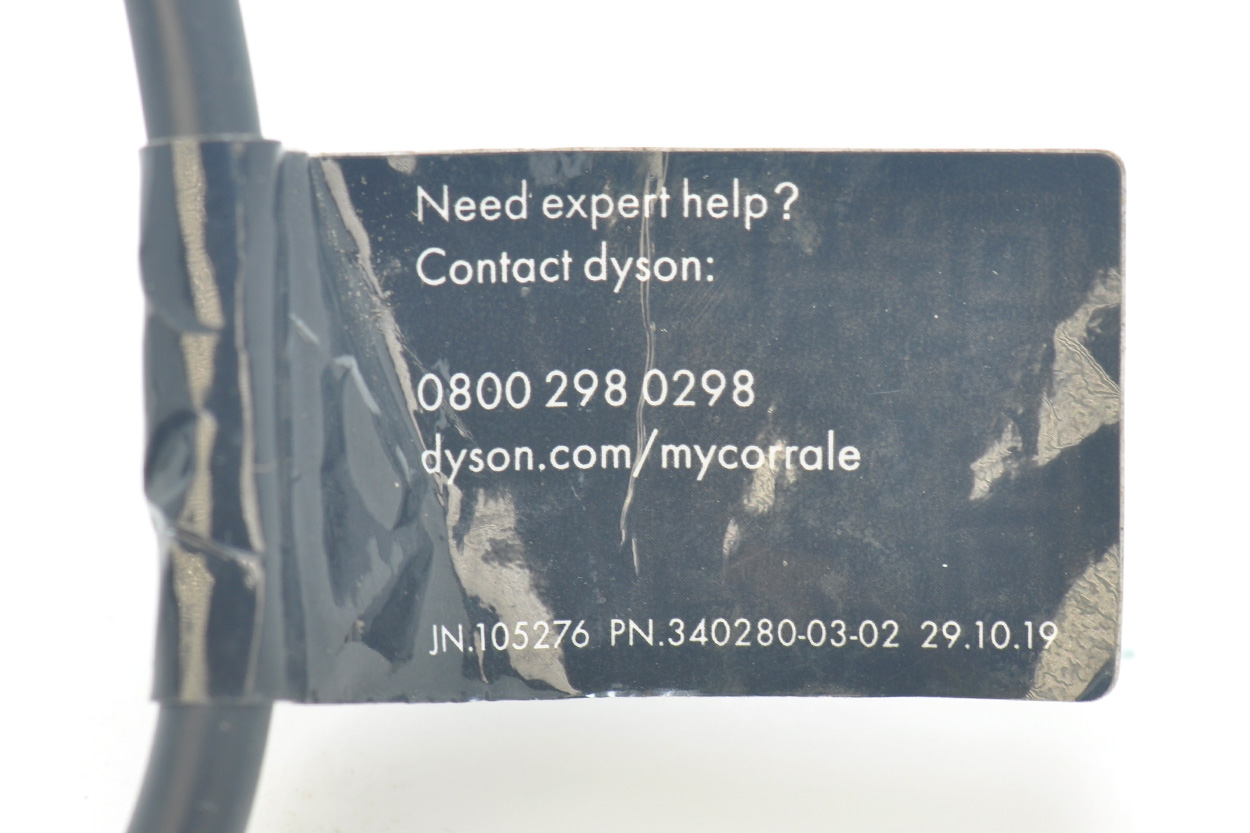 Need expert help?
Contact dyson:
0800 298 0298
dyson.com/mycorrale
JN.105276 PN.340280-03-02 29.10.19